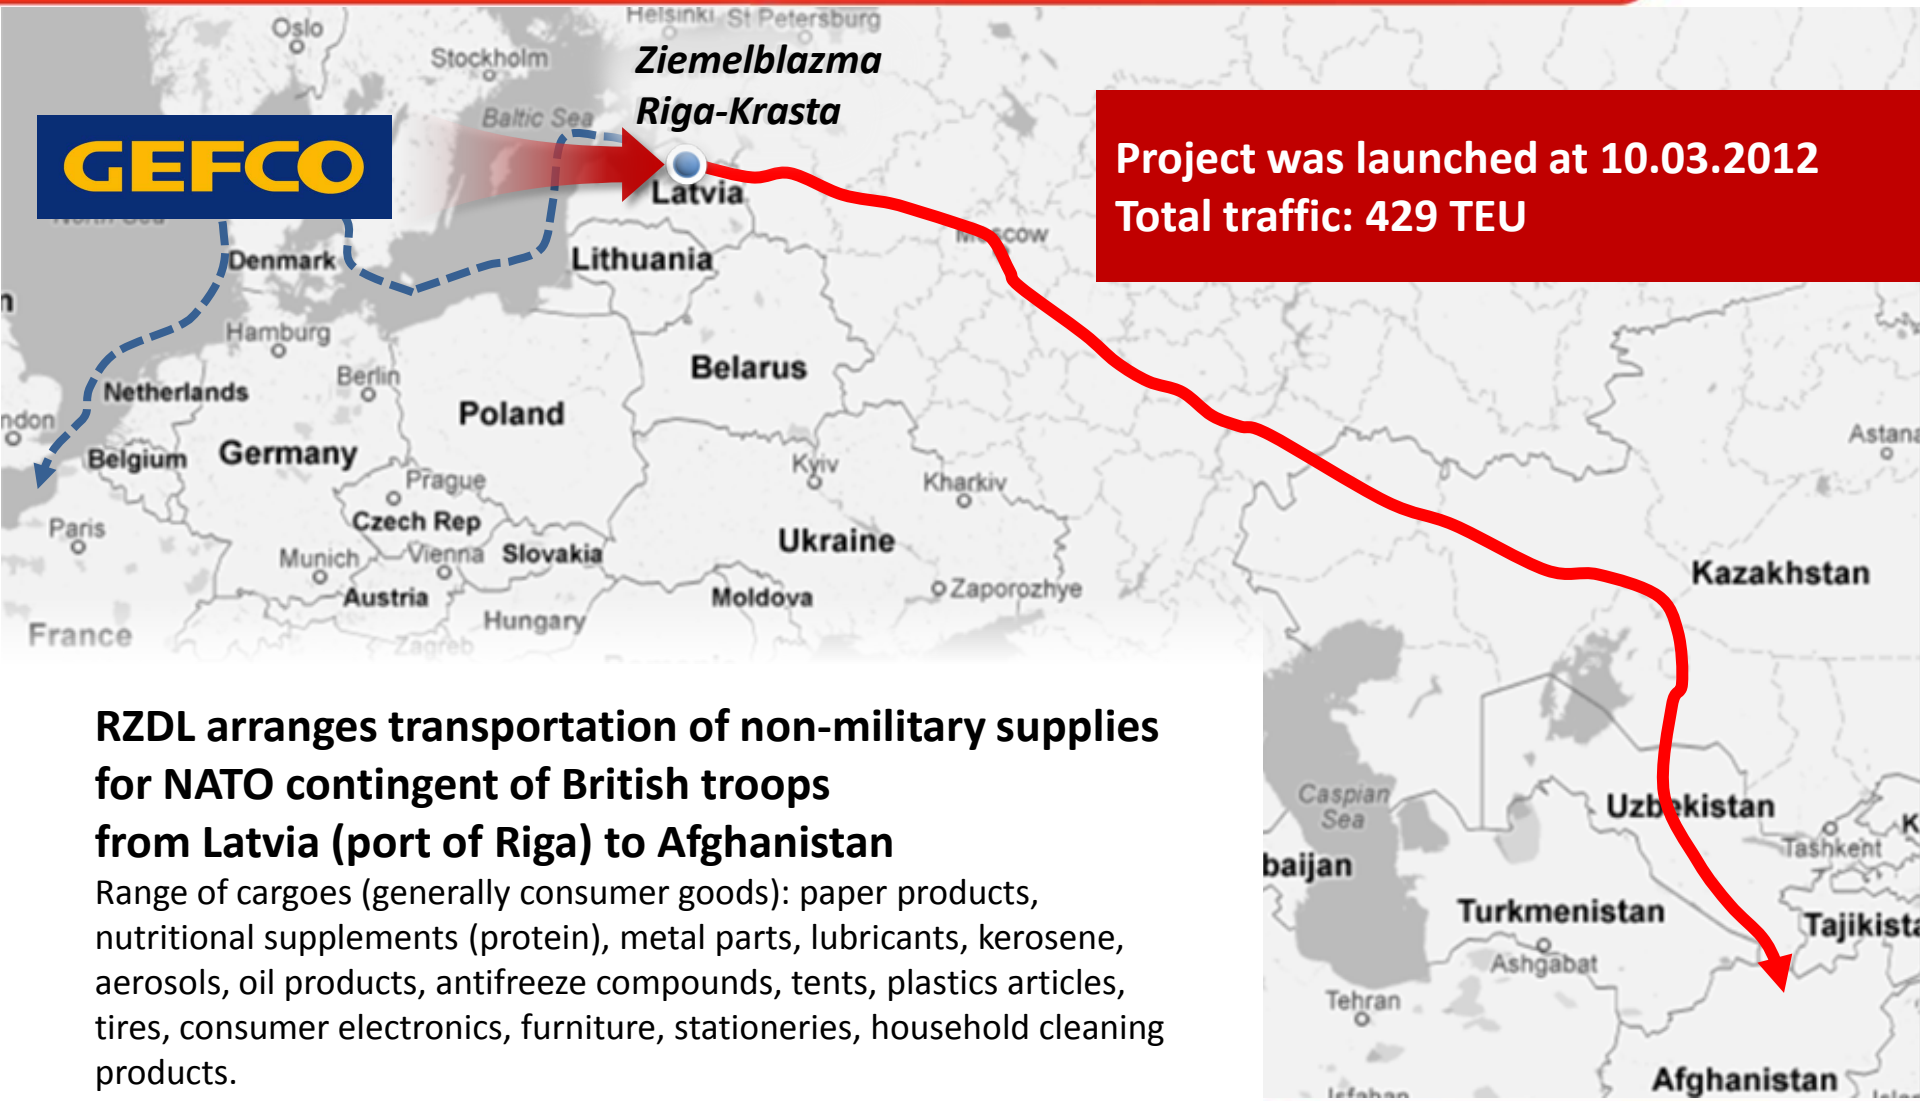 Oslo
Helsinki
St Petersburg
Stockholm
Ziemelblazma
Riga-Krasta
Baltic Sea
GEFCO
Project was launched at 10.03.2012
Total traffic: 429 TEU
Latvia
North Sea
Moscow
Denmark
Lithuania
Hamburg
Belarus
Berlin
Netherlands
Poland
ndon
Astana
Belgium
Germany
Kyiv
Kharkiv
Prague
Paris
Czech Rep
Ukraine
Munich
Vienna
Slovakia
Kazakhstan
Austria
Moldova
Zaporozhye
Hungary
France
Zagreb
RZDL arranges transportation of non-military supplies
for NATO contingent of British troops
from Latvia (port of Riga) to Afghanistan
Range of cargoes (generally consumer goods): paper products,
nutritional supplements (protein), metal parts, lubricants, kerosene,
aerosols, oil products, antifreeze compounds, tents, plastics articles,
tires, consumer electronics, furniture, stationeries, household cleaning
products.
Caspian
Sea
Uzbekistan
K
Tashkent
baijan
Turkmenistan
Tajikista
Ashgabat
Tehran
Afghanistan